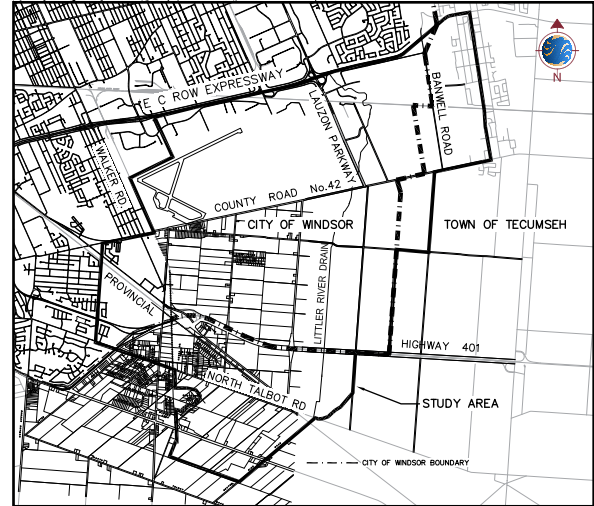 N
E C ROW EXPRESSWAY
BANWELL ROAD
LAUZON PARKWAY
WALKER RD.
COUNTY ROAD No.42
CITY OF WINDSOR
TOWN OF TECUMSEH
PROVINCIAL
LITTLER RIVER DRAIN
HIGHWAY 401
NORTH TALBOT RD
STUDY AREA
CITY OF WINDSOR BOUNDARY